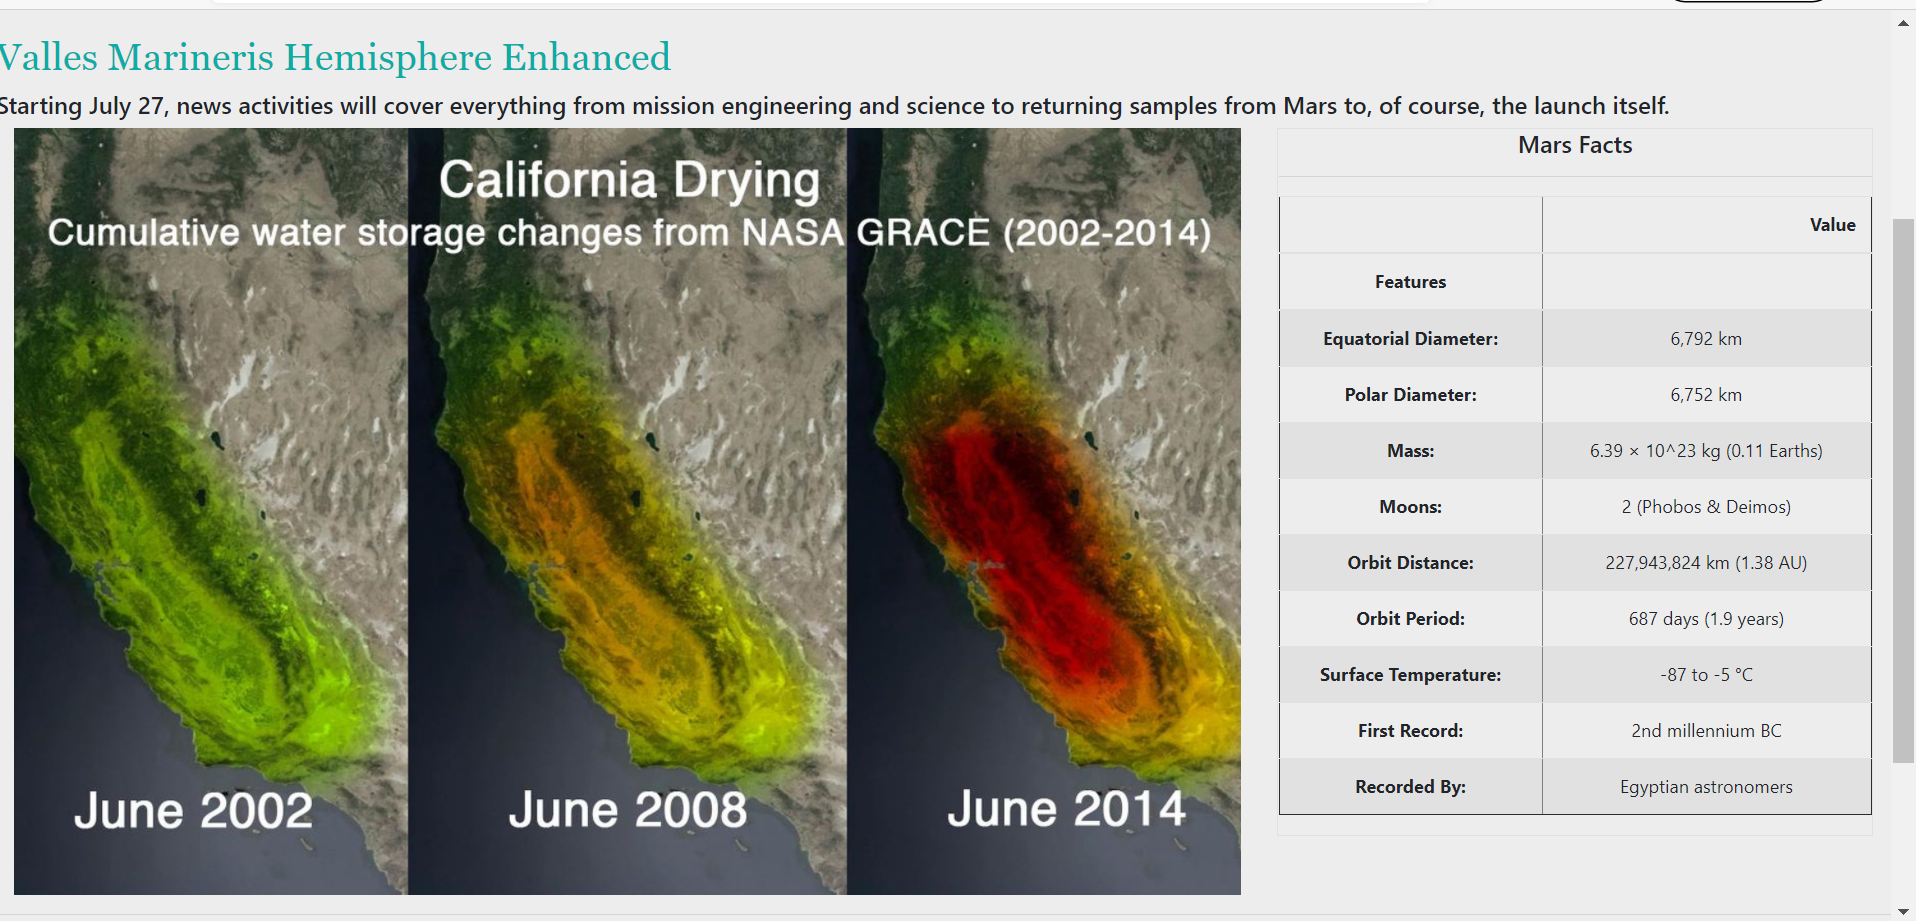 Valles Marineris Hemisphere Enhanced
Starting July 27, news activities will cover everything from mission engineering and science to returning samples from Mars to, of course, the launch itself.
California Drying
Cumulative water storage changes from NASA GRACE (2002-2014)
June 2002
June 2008
June 2014
Mars Facts
Value
Features
Equatorial Diameter: 6,792 km
Polar Diameter: 6,752 km
Mass: 6.39 × 10^23 kg (0.11 Earths)
Moons: 2 (Phobos & Deimos)
Orbit Distance: 227,943,824 km (1.38 AU)
Orbit Period: 687 days (1.9 years)
Surface Temperature: -87 to -5 °C
First Record: 2nd millennium BC
Recorded By: Egyptian astronomers